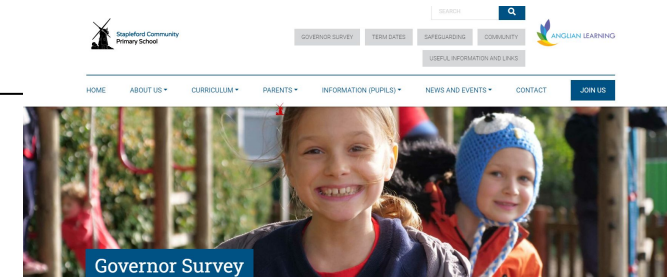 SEARCH
Stapleford Community
Primary School
GOVERNOR SURVEY TERM DATES SAFEGUARDING COMMUNITY
ANGLIAN LEARNING
USEFUL INFORMATION AND LINKS
HOME ABOUT US CURRICULUM PARENTS INFORMATION (PUPILS) NEWS AND EVENTS CONTACT JOIN US
Governor Survey